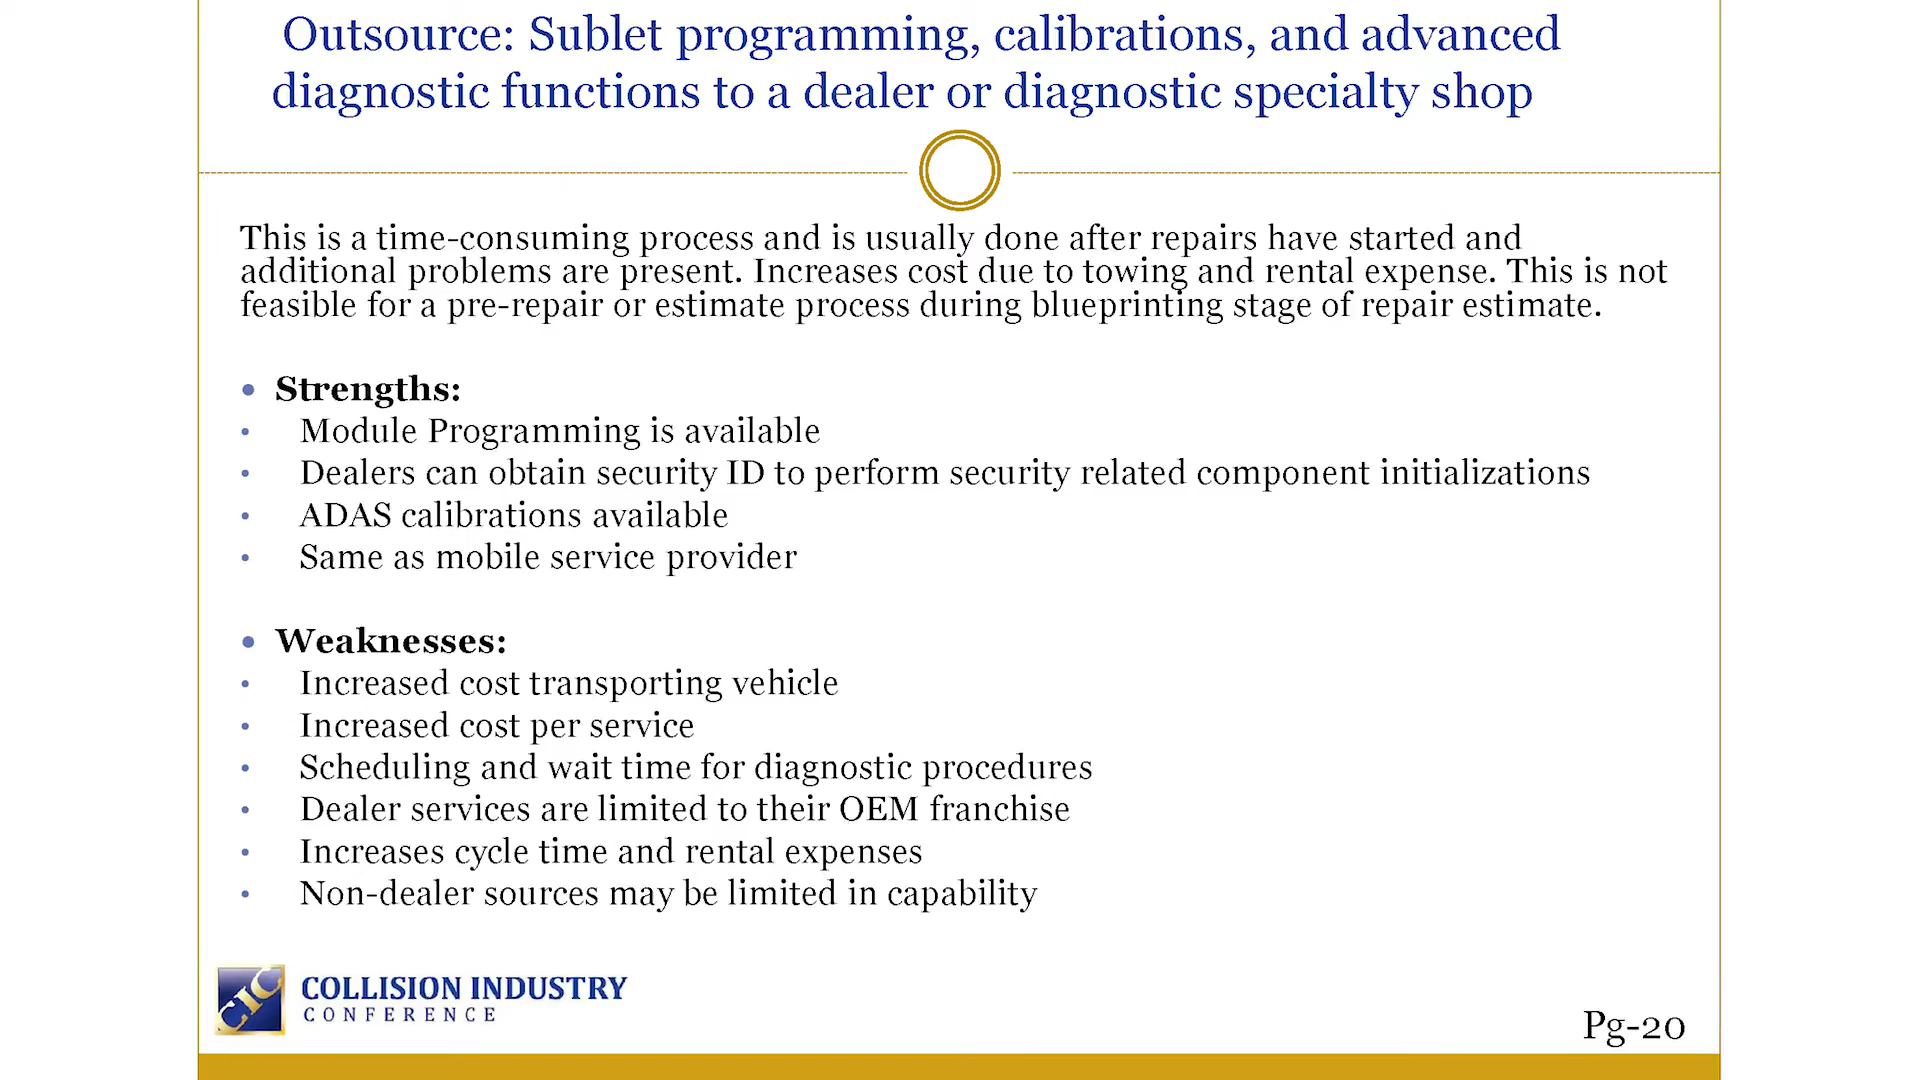 Outsource: Sublet programming, calibrations, and advanced
diagnostic functions to a dealer or diagnostic specialty shop
This is a time-consuming process and is usually done after repairs have started and
additional problems are present. Increases cost due to towing and rental expense. This is not
feasible for a pre-repair or estimate process during blueprinting stage of repair estimate.
• Strengths:
• Module Programming is available
• Dealers can obtain security ID to perform security related component initializations
• ADAS calibrations available
• Same as mobile service provider
• Weaknesses:
• Increased cost transporting vehicle
• Increased cost per service
• Scheduling and wait time for diagnostic procedures
• Dealer services are limited to their OEM franchise
• Increases cycle time and rental expenses
• Non-dealer sources may be limited in capability
CIC
COLLISION INDUSTRY
CONFERENCE
Pg-20